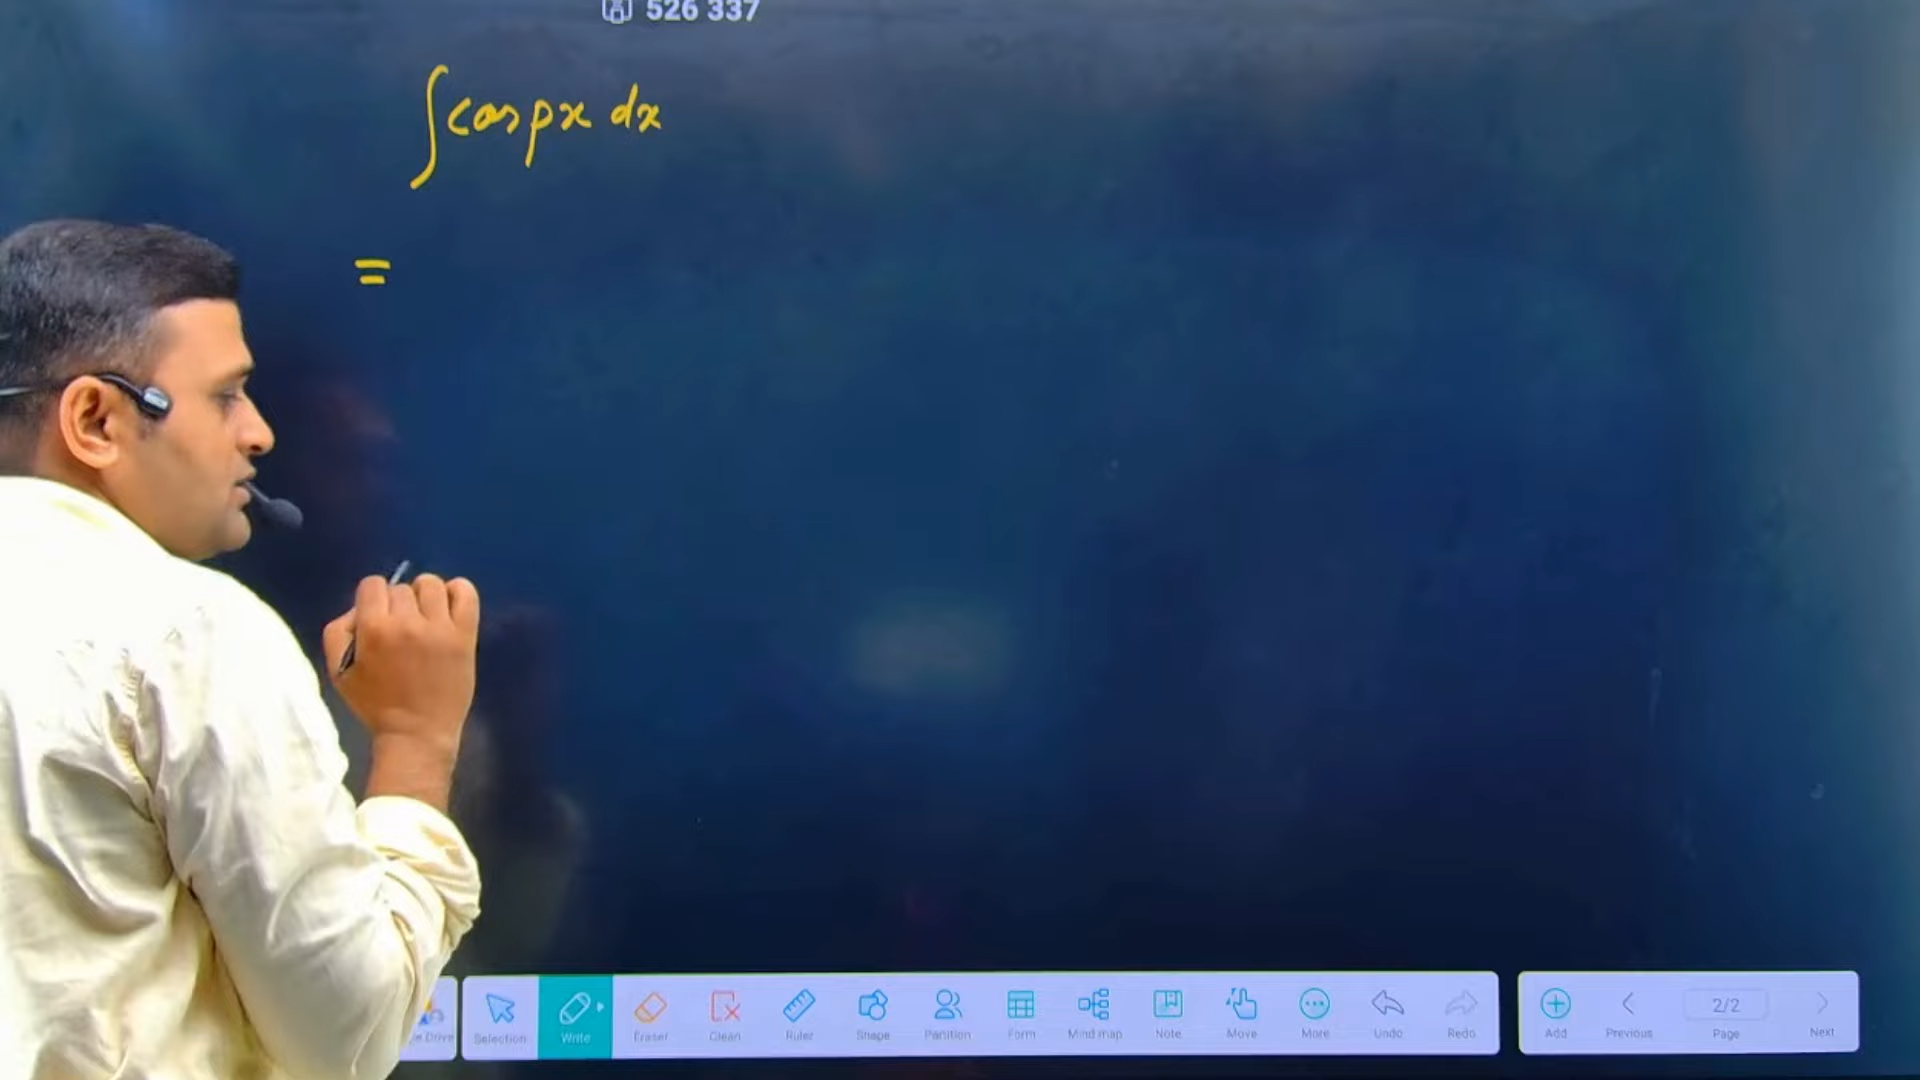 526 337
∫cos px dx
=
e Drive
Selection
Write
Eraser
Clean
Ruler
Shape
Partition
Form
Mind map
Note
Move
More
Undo
Redo
Add
Previous
2/2
Page
Next